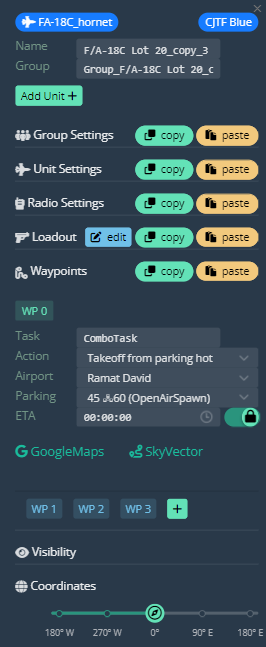 FA-18C_hornet CJTF Blue
Name F/A-18C Lot 20_copy_3
Group Group_F/A-18C Lot 20_c
Add Unit +
Group Settings copy paste
Unit Settings copy paste
Radio Settings copy paste
Loadout edit copy paste
Waypoints copy paste
WP 0
Task ComboTask
Action Takeoff from parking hot
Airport Ramat David
Parking 45 60 (OpenAirSpawn)
ETA 00:00:00
GoogleMaps SkyVector
WP 1 WP 2 WP 3 +
Visibility
Coordinates
180° W 270° W 0° 90° E 180° E